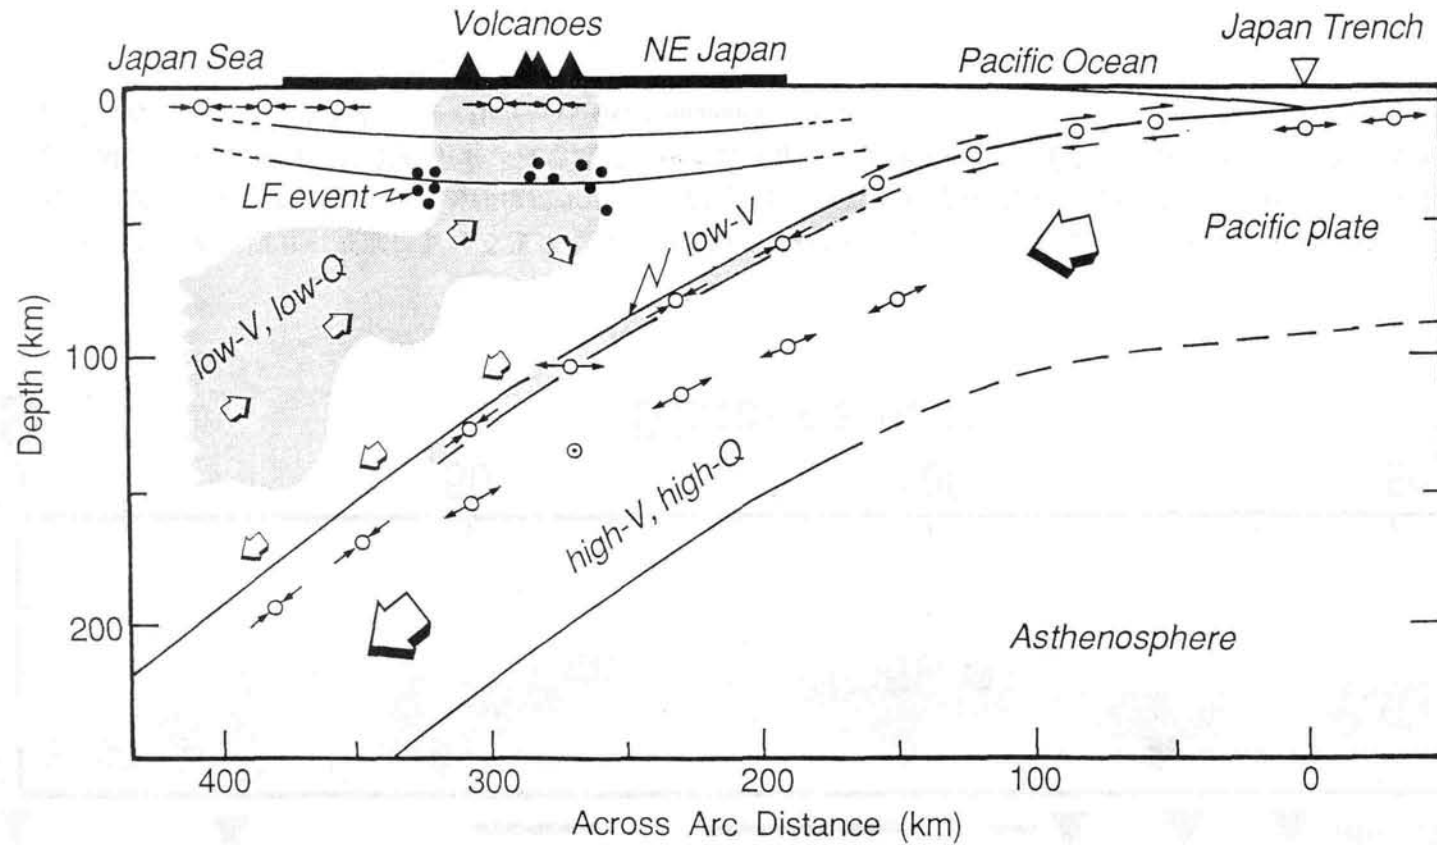 Volcanoes
Japan Sea
NE Japan
Pacific Ocean
Japan Trench
0
LF event
low-V
Pacific plate
low-V, low-Q
100
high-V, high-Q
200
Asthenosphere
Depth (km)
400
300
200
100
0
Across Arc Distance (km)